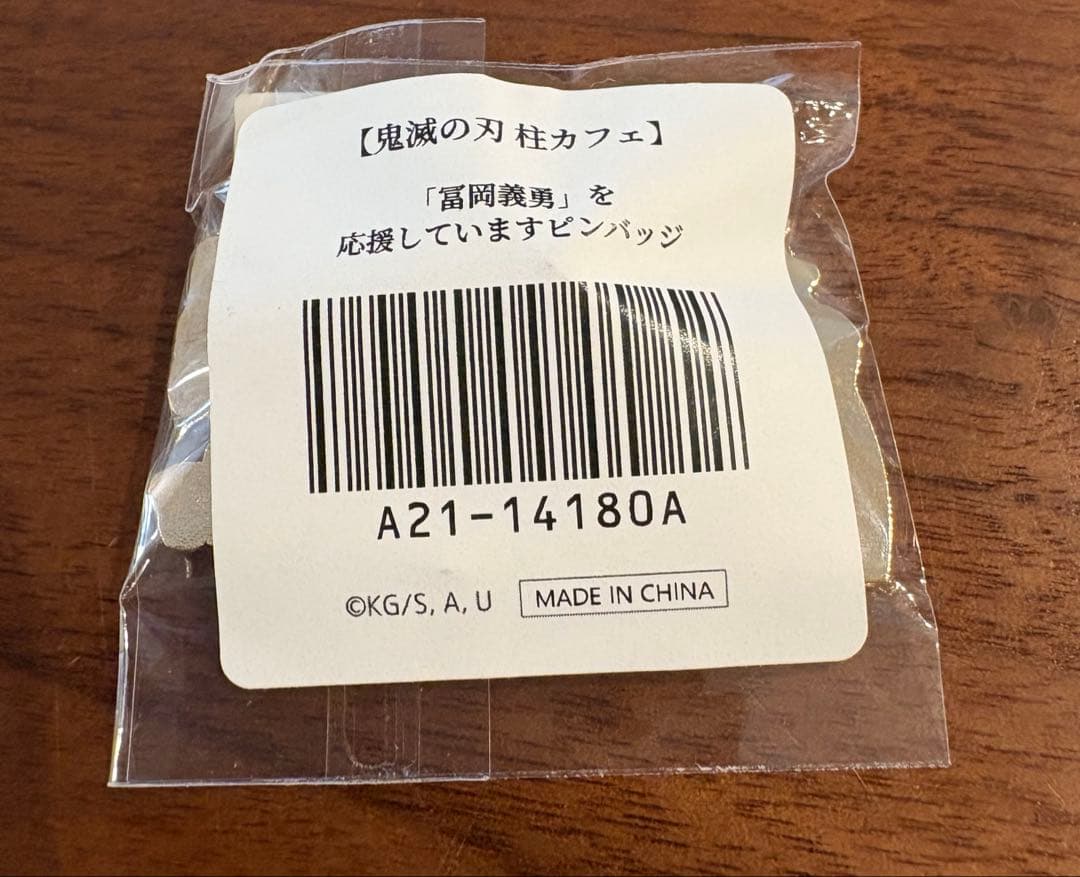 【鬼滅の刃 柱カフェ】
「冨岡義勇」を
応援していますピンバッジ
A21-14180A
©KG/S, A, U
MADE IN CHINA